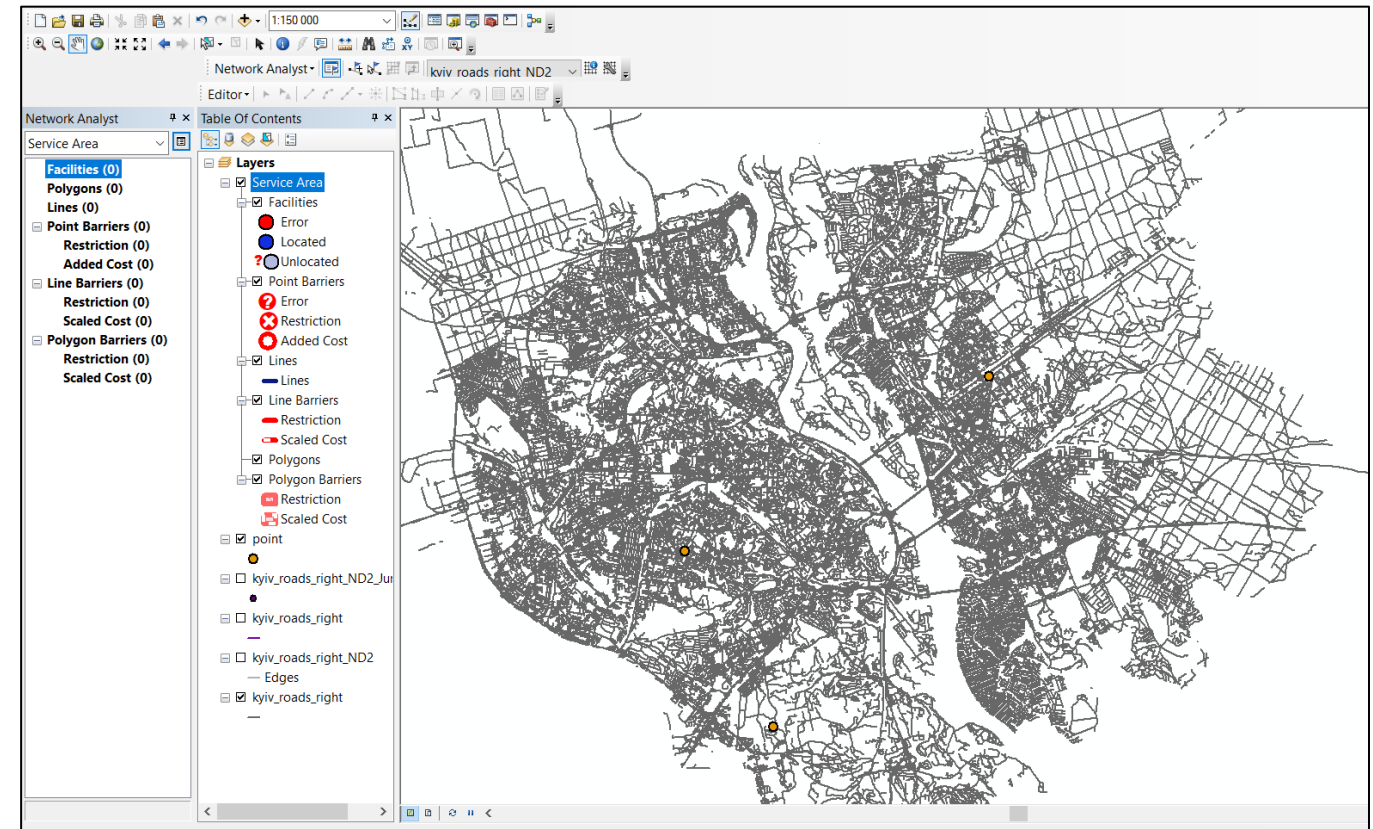 1:150 000
Network Analyst
kyiv_roads_right_ND2
Editor
Network Analyst
Service Area
Facilities (0)
Polygons (0)
Lines (0)
Point Barriers (0)
Restriction (0)
Added Cost (0)
Line Barriers (0)
Restriction (0)
Scaled Cost (0)
Polygon Barriers (0)
Restriction (0)
Scaled Cost (0)
Table Of Contents
Layers
Service Area
Facilities
Error
Located
?
Unlocated
Point Barriers
Error
Restriction
Added Cost
Lines
Lines
Line Barriers
Restriction
Scaled Cost
Polygons
Polygon Barriers
Restriction
Scaled Cost
point
kyiv_roads_right_ND2_Jur
kyiv_roads_right
kyiv_roads_right_ND2
Edges
kyiv_roads_right